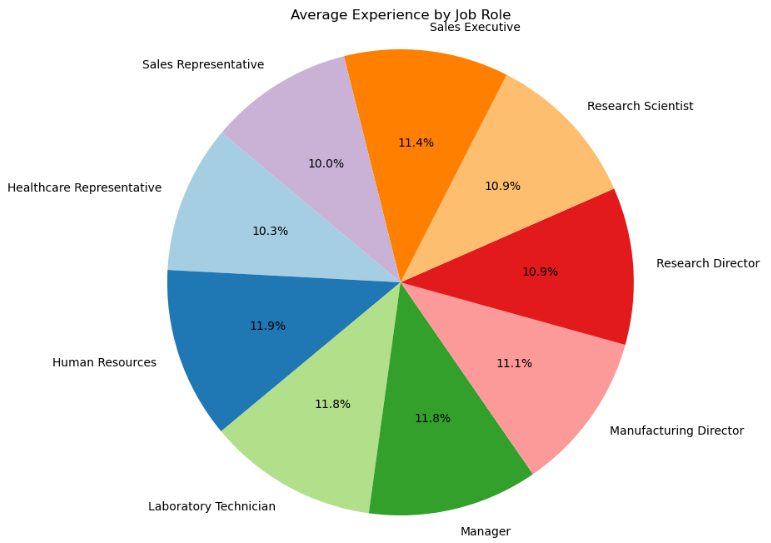 Average Experience by Job Role
Sales Executive
Sales Representative
Research Scientist
11.4%
10.0%
10.9%
Healthcare Representative
10.3%
Research Director
10.9%
11.9%
Human Resources
11.1%
11.8%
11.8%
Manufacturing Director
Laboratory Technician
Manager